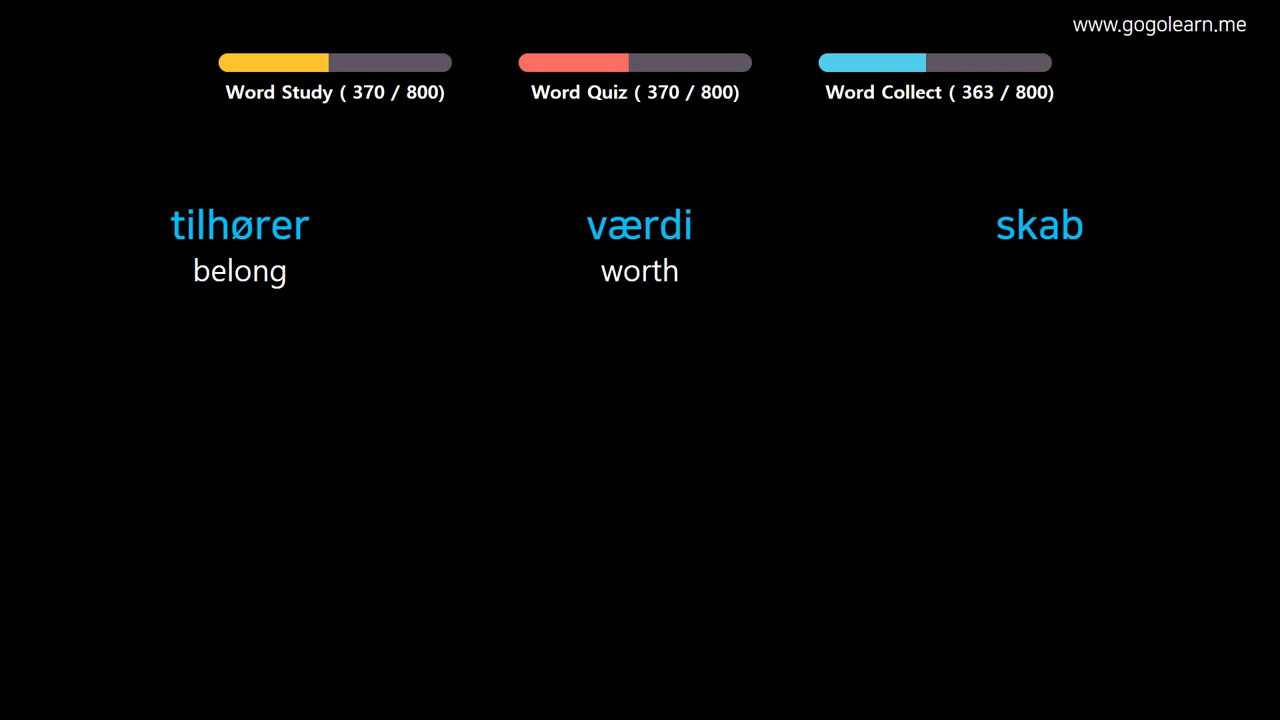 www.gogolearn.me
Word Study ( 370 / 800)
Word Quiz ( 370 / 800)
Word Collect ( 363 / 800)
tilhører
belong
værdi
worth
skab